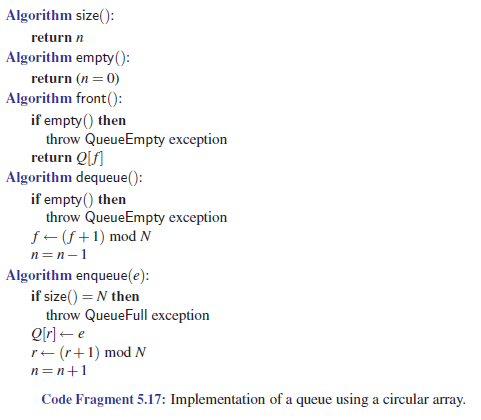 Algorithm size():
return n
Algorithm empty():
return (n = 0)
Algorithm front():
if empty() then
throw QueueEmpty exception
return Q[f]
Algorithm dequeue():
if empty() then
throw QueueEmpty exception
f ← (f + 1) mod N
n = n − 1
Algorithm enqueue(e):
if size() = N then
throw QueueFull exception
Q[r] ← e
r ← (r + 1) mod N
n = n + 1
Code Fragment 5.17: Implementation of a queue using a circular array.